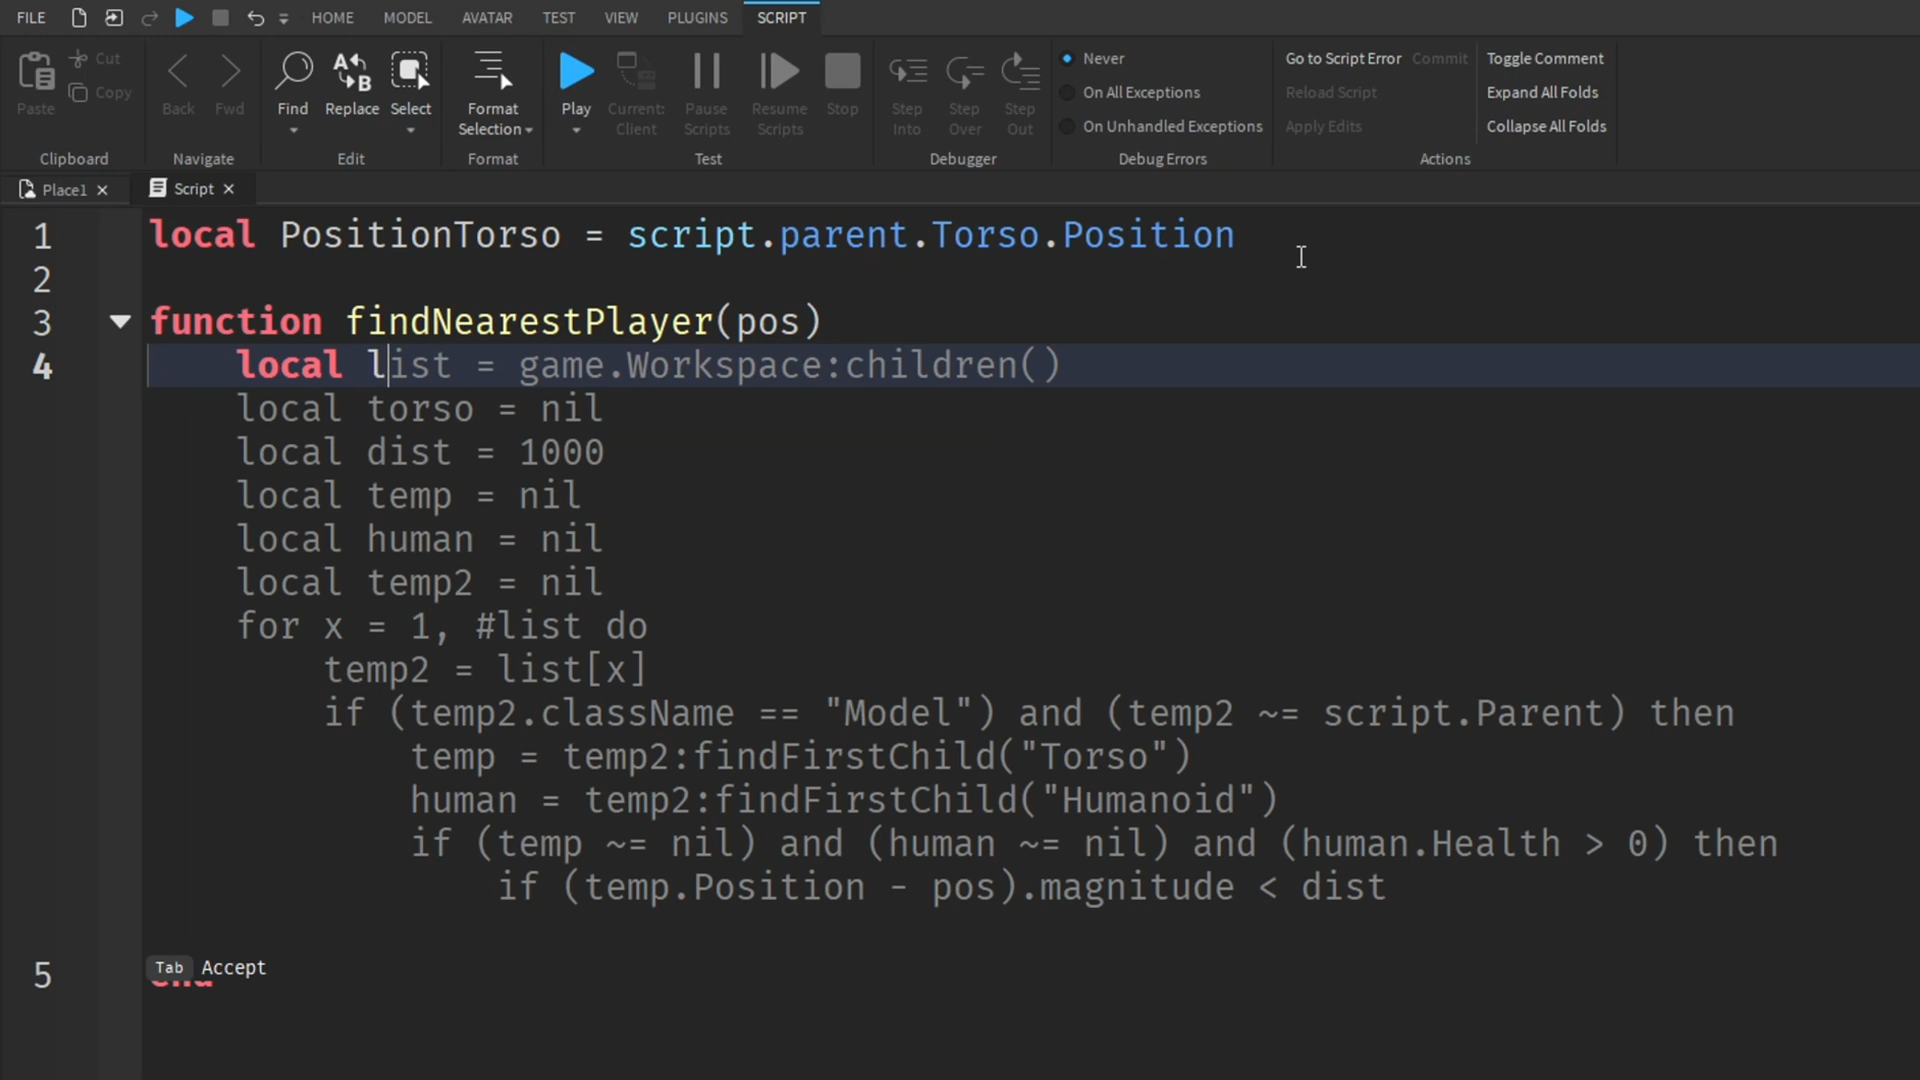 FILE HOME MODEL AVATAR TEST VIEW PLUGINS SCRIPT
Paste Cut Copy
Clipboard
Back Fwd
Navigate
Find Replace Select
Edit
Format Selection
Format
Play Current: Client Pause Scripts Resume Scripts Stop
Test
Step Into Step Over Step Out
Debugger
Never
On All Exceptions
On Unhandled Exceptions
Debug Errors
Go to Script Error Commit Toggle Comment
Reload Script Expand All Folds
Apply Edits Collapse All Folds
Actions
Place1 Script
1 local PositionTorso = script.parent.Torso.Position
2
3 function findNearestPlayer(pos)
4 local list = game.Workspace:children()
local torso = nil
local dist = 1000
local temp = nil
local human = nil
local temp2 = nil
for x = 1, #list do
temp2 = list[x]
if (temp2.className == "Model") and (temp2 ~= script.Parent) then
temp = temp2:findFirstChild("Torso")
human = temp2:findFirstChild("Humanoid")
if (temp ~= nil) and (human ~= nil) and (human.Health > 0) then
if (temp.Position - pos).magnitude < dist
Tab Accept
5 end